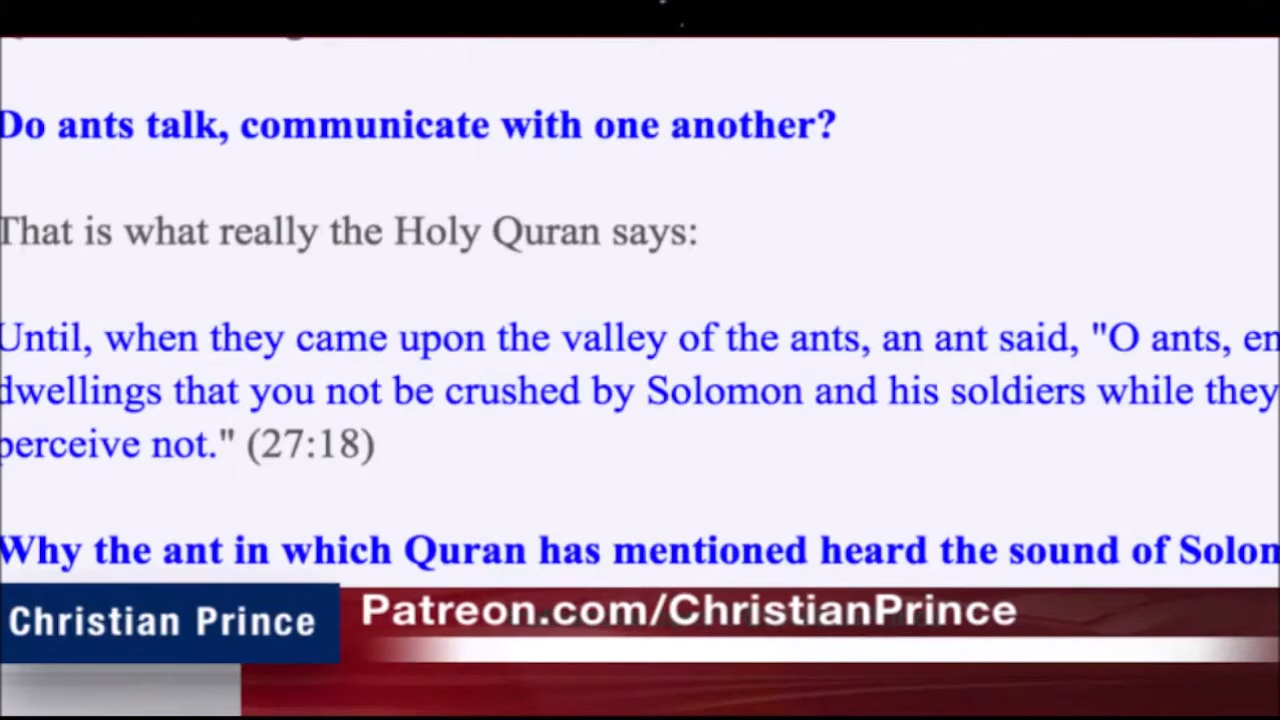 Do ants talk, communicate with one another?
That is what really the Holy Quran says:
Until, when they came upon the valley of the ants, an ant said, "O ants, en
dwellings that you not be crushed by Solomon and his soldiers while they
perceive not." (27:18)
Why the ant in which Quran has mentioned heard the sound of Solom
Christian Prince
Patreon.com/ChristianPrince